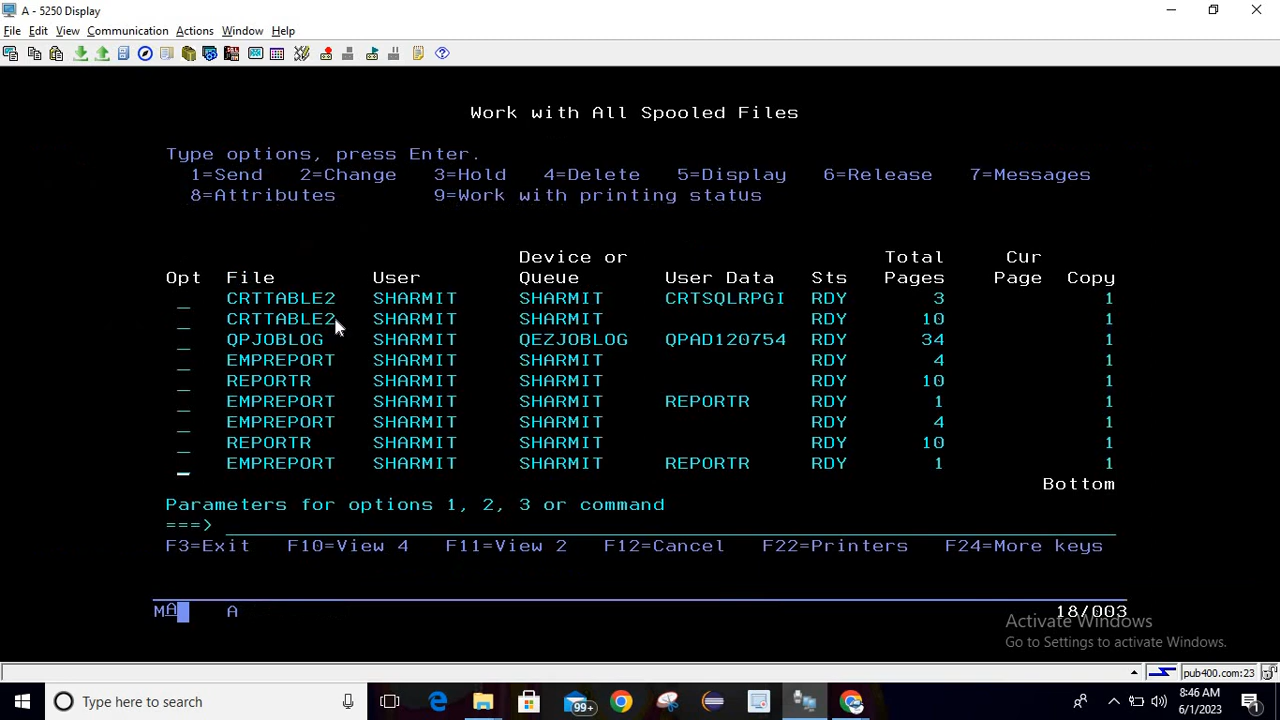 A - 5250 Display
File Edit View Communication Actions Window Help
Work with All Spooled Files
Type options, press Enter.
1=Send 2=Change 3=Hold 4=Delete 5=Display 6=Release 7=Messages
8=Attributes 9=Work with printing status
Device or Total Cur
Opt File User Queue User Data Sts Pages Page Copy
_ CRTTABLE2 SHARMIT SHARMIT CRTSQLRPGI RDY 3 1
_ CRTTABLE2 SHARMIT SHARMIT RDY 10 1
_ QPJOBLOG SHARMIT QEZJOBLOG QPAD120754 RDY 34 1
_ EMPREPORT SHARMIT SHARMIT RDY 4 1
_ REPORTR SHARMIT SHARMIT RDY 10 1
_ EMPREPORT SHARMIT SHARMIT REPORTR RDY 1 1
_ EMPREPORT SHARMIT SHARMIT RDY 4 1
_ REPORTR SHARMIT SHARMIT RDY 10 1
_ EMPREPORT SHARMIT SHARMIT REPORTR RDY 1 1
Bottom
Parameters for options 1, 2, 3 or command
===>
F3=Exit F10=View 4 F11=View 2 F12=Cancel F22=Printers F24=More keys
MA A 18/003
Activate Windows
Go to Settings to activate Windows.
pub400.com:23
Type here to search
99+
8:46 AM
6/1/2023
1